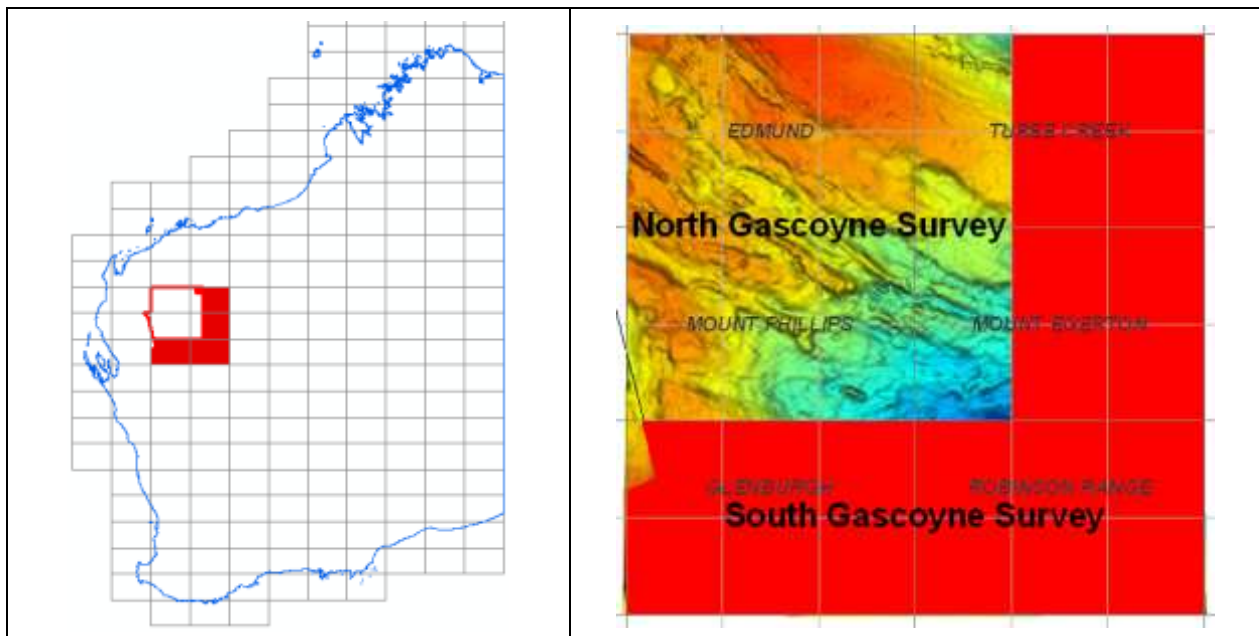 EDMUND
TUREE CREEK
North Gascoyne Survey
MOUNT PHILLIPS
MOUNT EGERTON
GLENBURGH
ROBINSON RANGE
South Gascoyne Survey